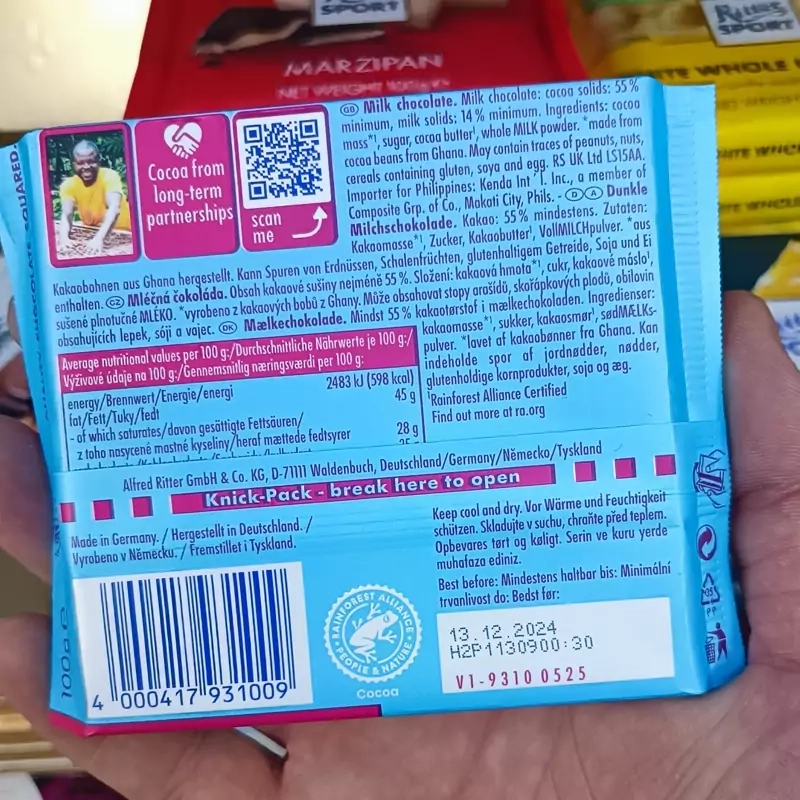 SPORT
RITTER
SPORT
MARZIPAN
NET WEIGHT
WHOLE
Cocoa from
long-term
partnerships
scan
me
GB Milk chocolate. Milk chocolate: cocoa solids: 55%
minimum, milk solids: 14% minimum. Ingredients: cocoa
mass*¹, sugar, cocoa butter¹, whole MILK powder. *made from
cocoa beans from Ghana. May contain traces of peanuts, nuts,
cereals containing gluten, soya and egg. RS UK Ltd LS15AA.
Importer for Philippines: Kenda Int´l. Inc., a member of
Composite Grp. of Co., Makati City, Phils. - D A Dunkle
Milchschokolade. Kakao: 55% mindestens. Zutaten:
Kakaomasse*¹, Zucker, Kakaobutter¹, VollMILCHpulver. *aus
Kakaobohnen aus Ghana hergestellt. Kann Spuren von Erdnüssen, Schalenfrüchten, glutenhaltigem Getreide, Soja und Ei
enthalten. CZ Mléčná čokoláda. Obsah kakaové sušiny nejméně 55%. Složení: kakaová hmota*¹, cukr, kakaové máslo¹,
sušené plnotučné MLÉKO. *vyrobeno z kakaových bobů z Ghany. Může obsahovat stopy arašídů, skořápkových plodů, obilovin
obsahujících lepek, sóji a vajec. DK Mælkechokolade. Mindst 55% kakaotørstof i mælkechokoladen. Ingredienser:
kakaomasse*¹, sukker, kakaosmør¹, sødMÆLKs-
pulver. *lavet af kakaobønner fra Ghana. Kan
indeholde spor af jordnødder, nødder,
glutenholdige kornprodukter, soja og æg.
¹Rainforest Alliance Certified
Find out more at ra.org
Average nutritional values per 100 g:/Durchschnittliche Nährwerte je 100 g:/
Výživové údaje na 100 g:/Gennemsnitlig næringsværdi per 100 g:
energy/Brennwert/Energie/energi 2483 kJ (598 kcal)
fat/Fett/Tuky/fedt 45 g
- of which saturates/davon gesättigte Fettsäuren/
z toho nasycené mastné kyseliny/heraf mættede fedtsyrer 28 g
Alfred Ritter GmbH & Co. KG, D-71111 Waldenbuch, Deutschland/Germany/Německo/Tyskland
Knick-Pack - break here to open
Made in Germany. / Hergestellt in Deutschland. /
Vyrobeno v Německu. / Fremstillet i Tyskland.
Keep cool and dry. Vor Wärme und Feuchtigkeit
schützen. Skladujte v suchu, chraňte před teplem.
Opbevares tørt og køligt. Serin ve kuru yerde
muhafaza ediniz.
Best before: Mindestens haltbar bis: Minimální
trvanlivost do: Bedst før:
13.12.2024
H2P1130900:30
V1-9310 0525
4 000417 931009
RAINFOREST ALLIANCE
PEOPLE & NATURE
Cocoa
100g e
PP
SQUARED